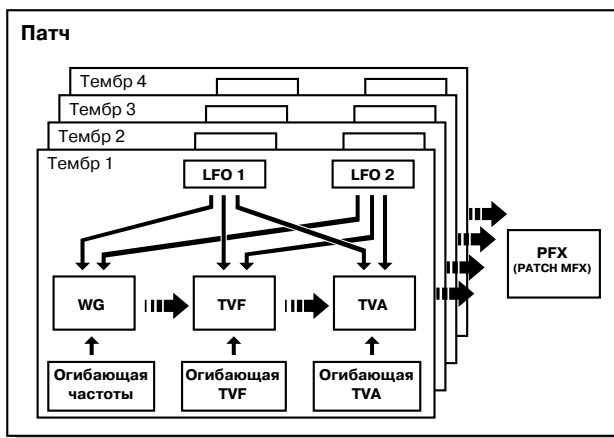 Патч
Тембр 4
Тембр 3
Тембр 2
Тембр 1
LFO 1
LFO 2
WG
TVF
TVA
PFX
(PATCH MFX)
Огибающая
частоты
Огибающая
TVF
Огибающая
TVA